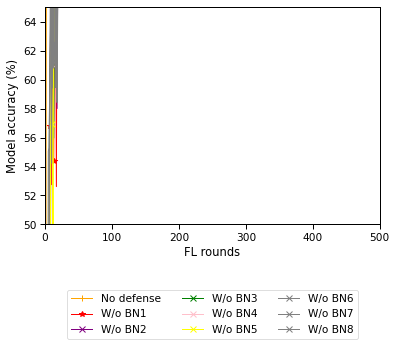 64
62
60
58
56
54
52
50
Model accuracy (%)
0 100 200 300 400 500
FL rounds
No defense W/o BN3 W/o BN6
W/o BN1 W/o BN4 W/o BN7
W/o BN2 W/o BN5 W/o BN8